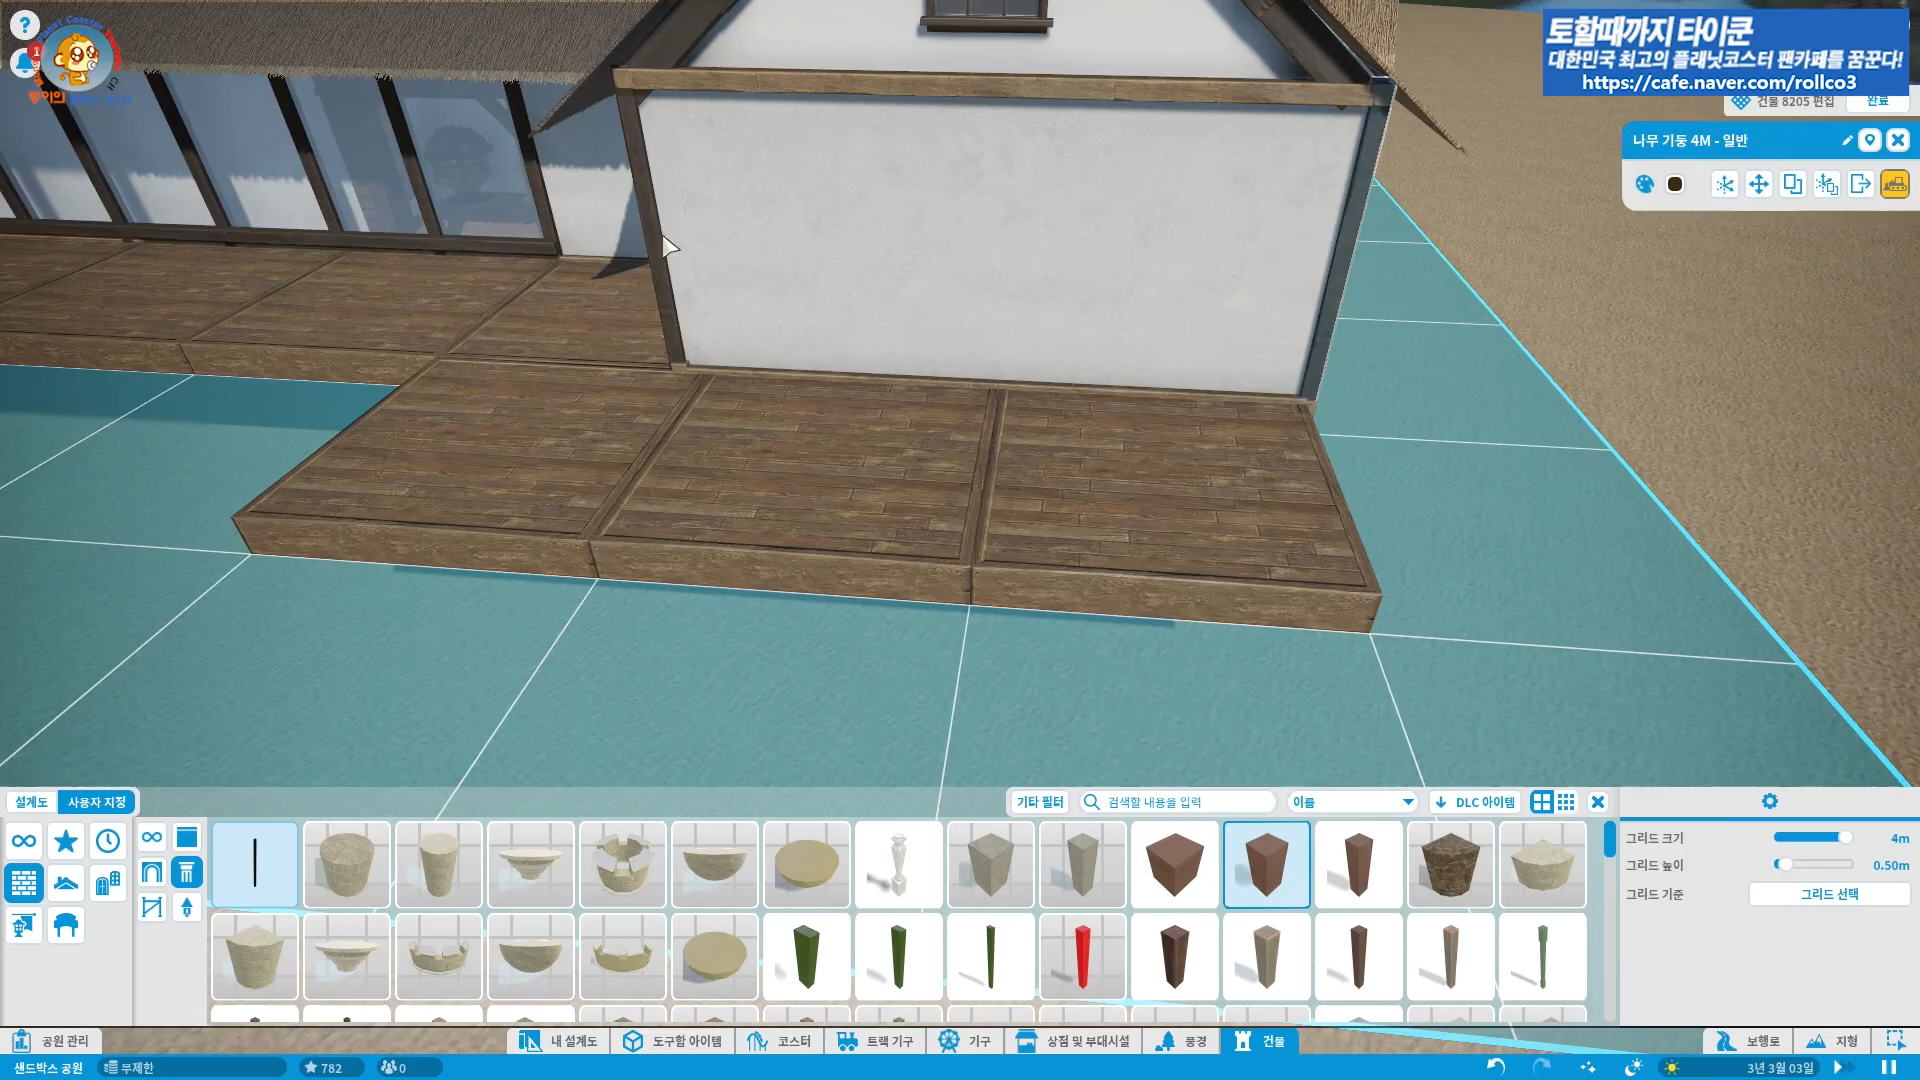 ?
1
Planet Coaster
토할때까지 타이쿤
대한민국 최고의 플래닛코스터 팬카페를 꿈꾼다!
https://cafe.naver.com/rollco3
건물 8205 편집
완료
나무 기둥 4M - 일반
설계도
사용자 지정
기타 필터
검색할 내용을 입력
이름
DLC 아이템
그리드 크기
4m
그리드 높이
0.50m
그리드 기준
그리드 선택
공원 관리
내 설계도
도구함 아이템
코스터
트랙 기구
기구
상점 및 부대시설
풍경
건물
보행로
지형
샌드박스 공원
무제한
782
0
3년 3월 03일